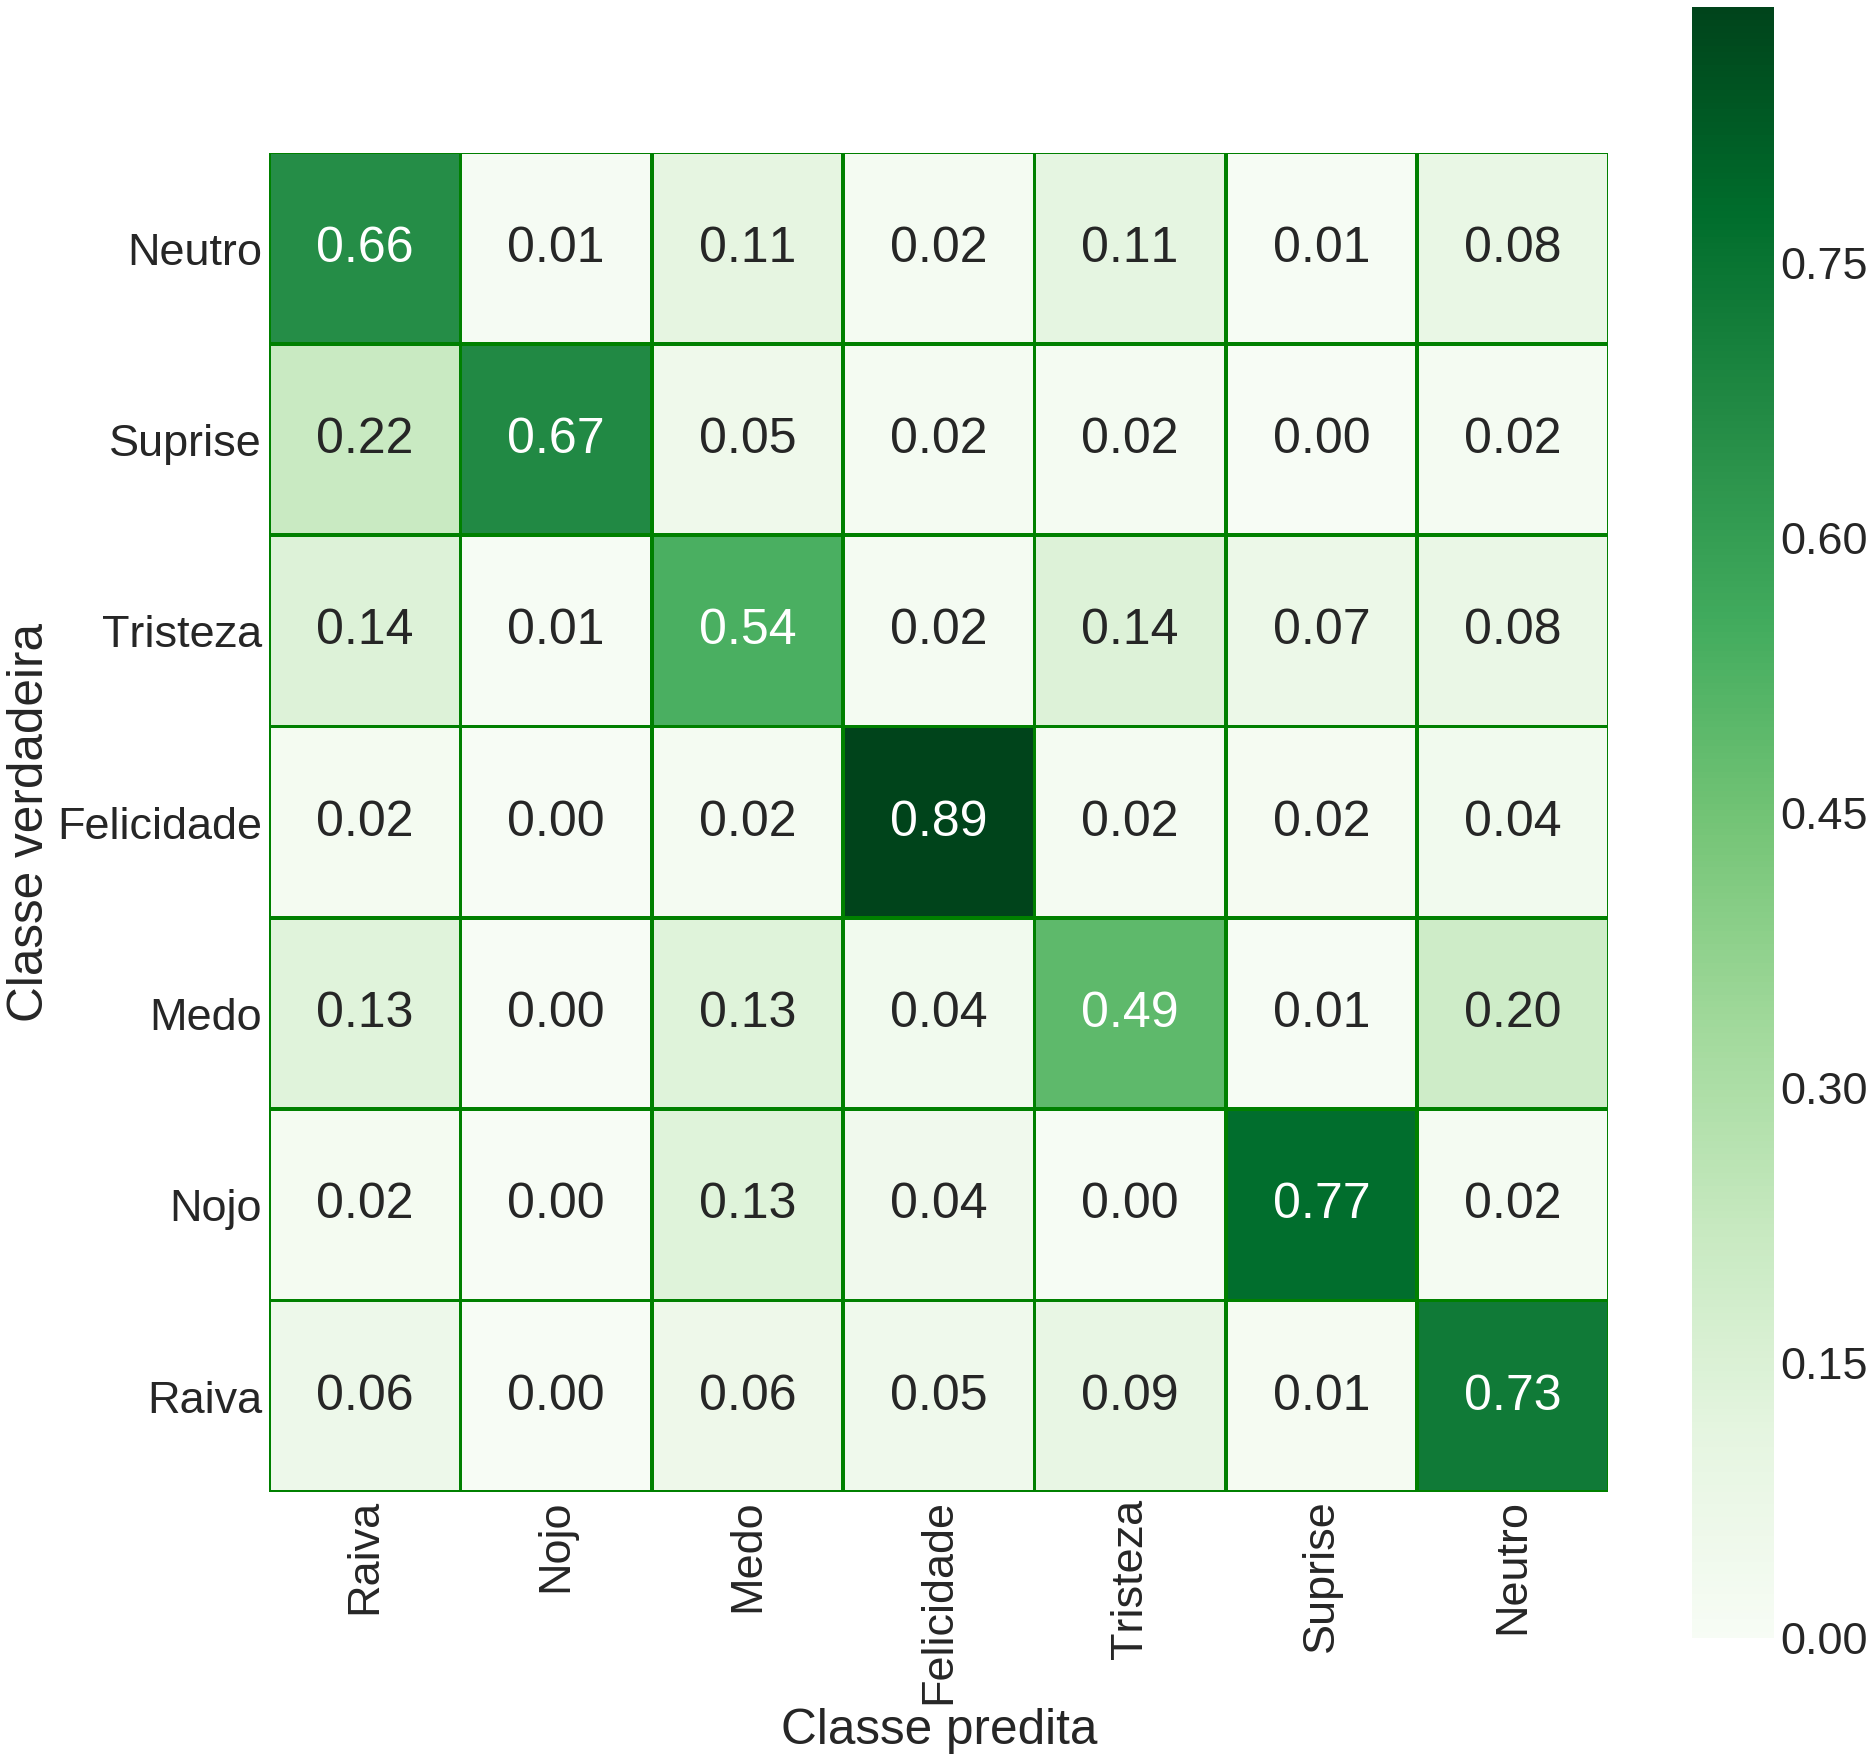 Neutro 0.66 0.01 0.11 0.02 0.11 0.01 0.08
Suprise 0.22 0.67 0.05 0.02 0.02 0.00 0.02
Tristeza 0.14 0.01 0.54 0.02 0.14 0.07 0.08
Felicidade 0.02 0.00 0.02 0.89 0.02 0.02 0.04
Medo 0.13 0.00 0.13 0.04 0.49 0.01 0.20
Nojo 0.02 0.00 0.13 0.04 0.00 0.77 0.02
Raiva 0.06 0.00 0.06 0.05 0.09 0.01 0.73
Classe verdadeira
Raiva Nojo Medo Felicidade Tristeza Suprise Neutro
Classe predita
0.75
0.60
0.45
0.30
0.15
0.00